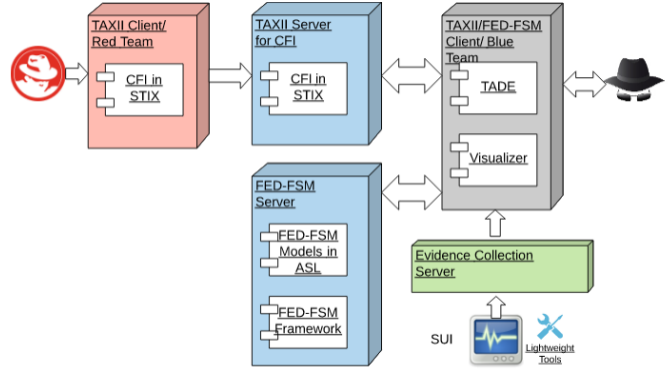 TAXII Client/
Red Team
CFI in
STIX
TAXII Server
for CFI
CFI in
STIX
TAXII/FED-FSM
Client/ Blue
Team
TADE
Visualizer
FED-FSM
Server
FED-FSM
Models in
ASL
FED-FSM
Framework
Evidence Collection
Server
SUI
Lightweight
Tools